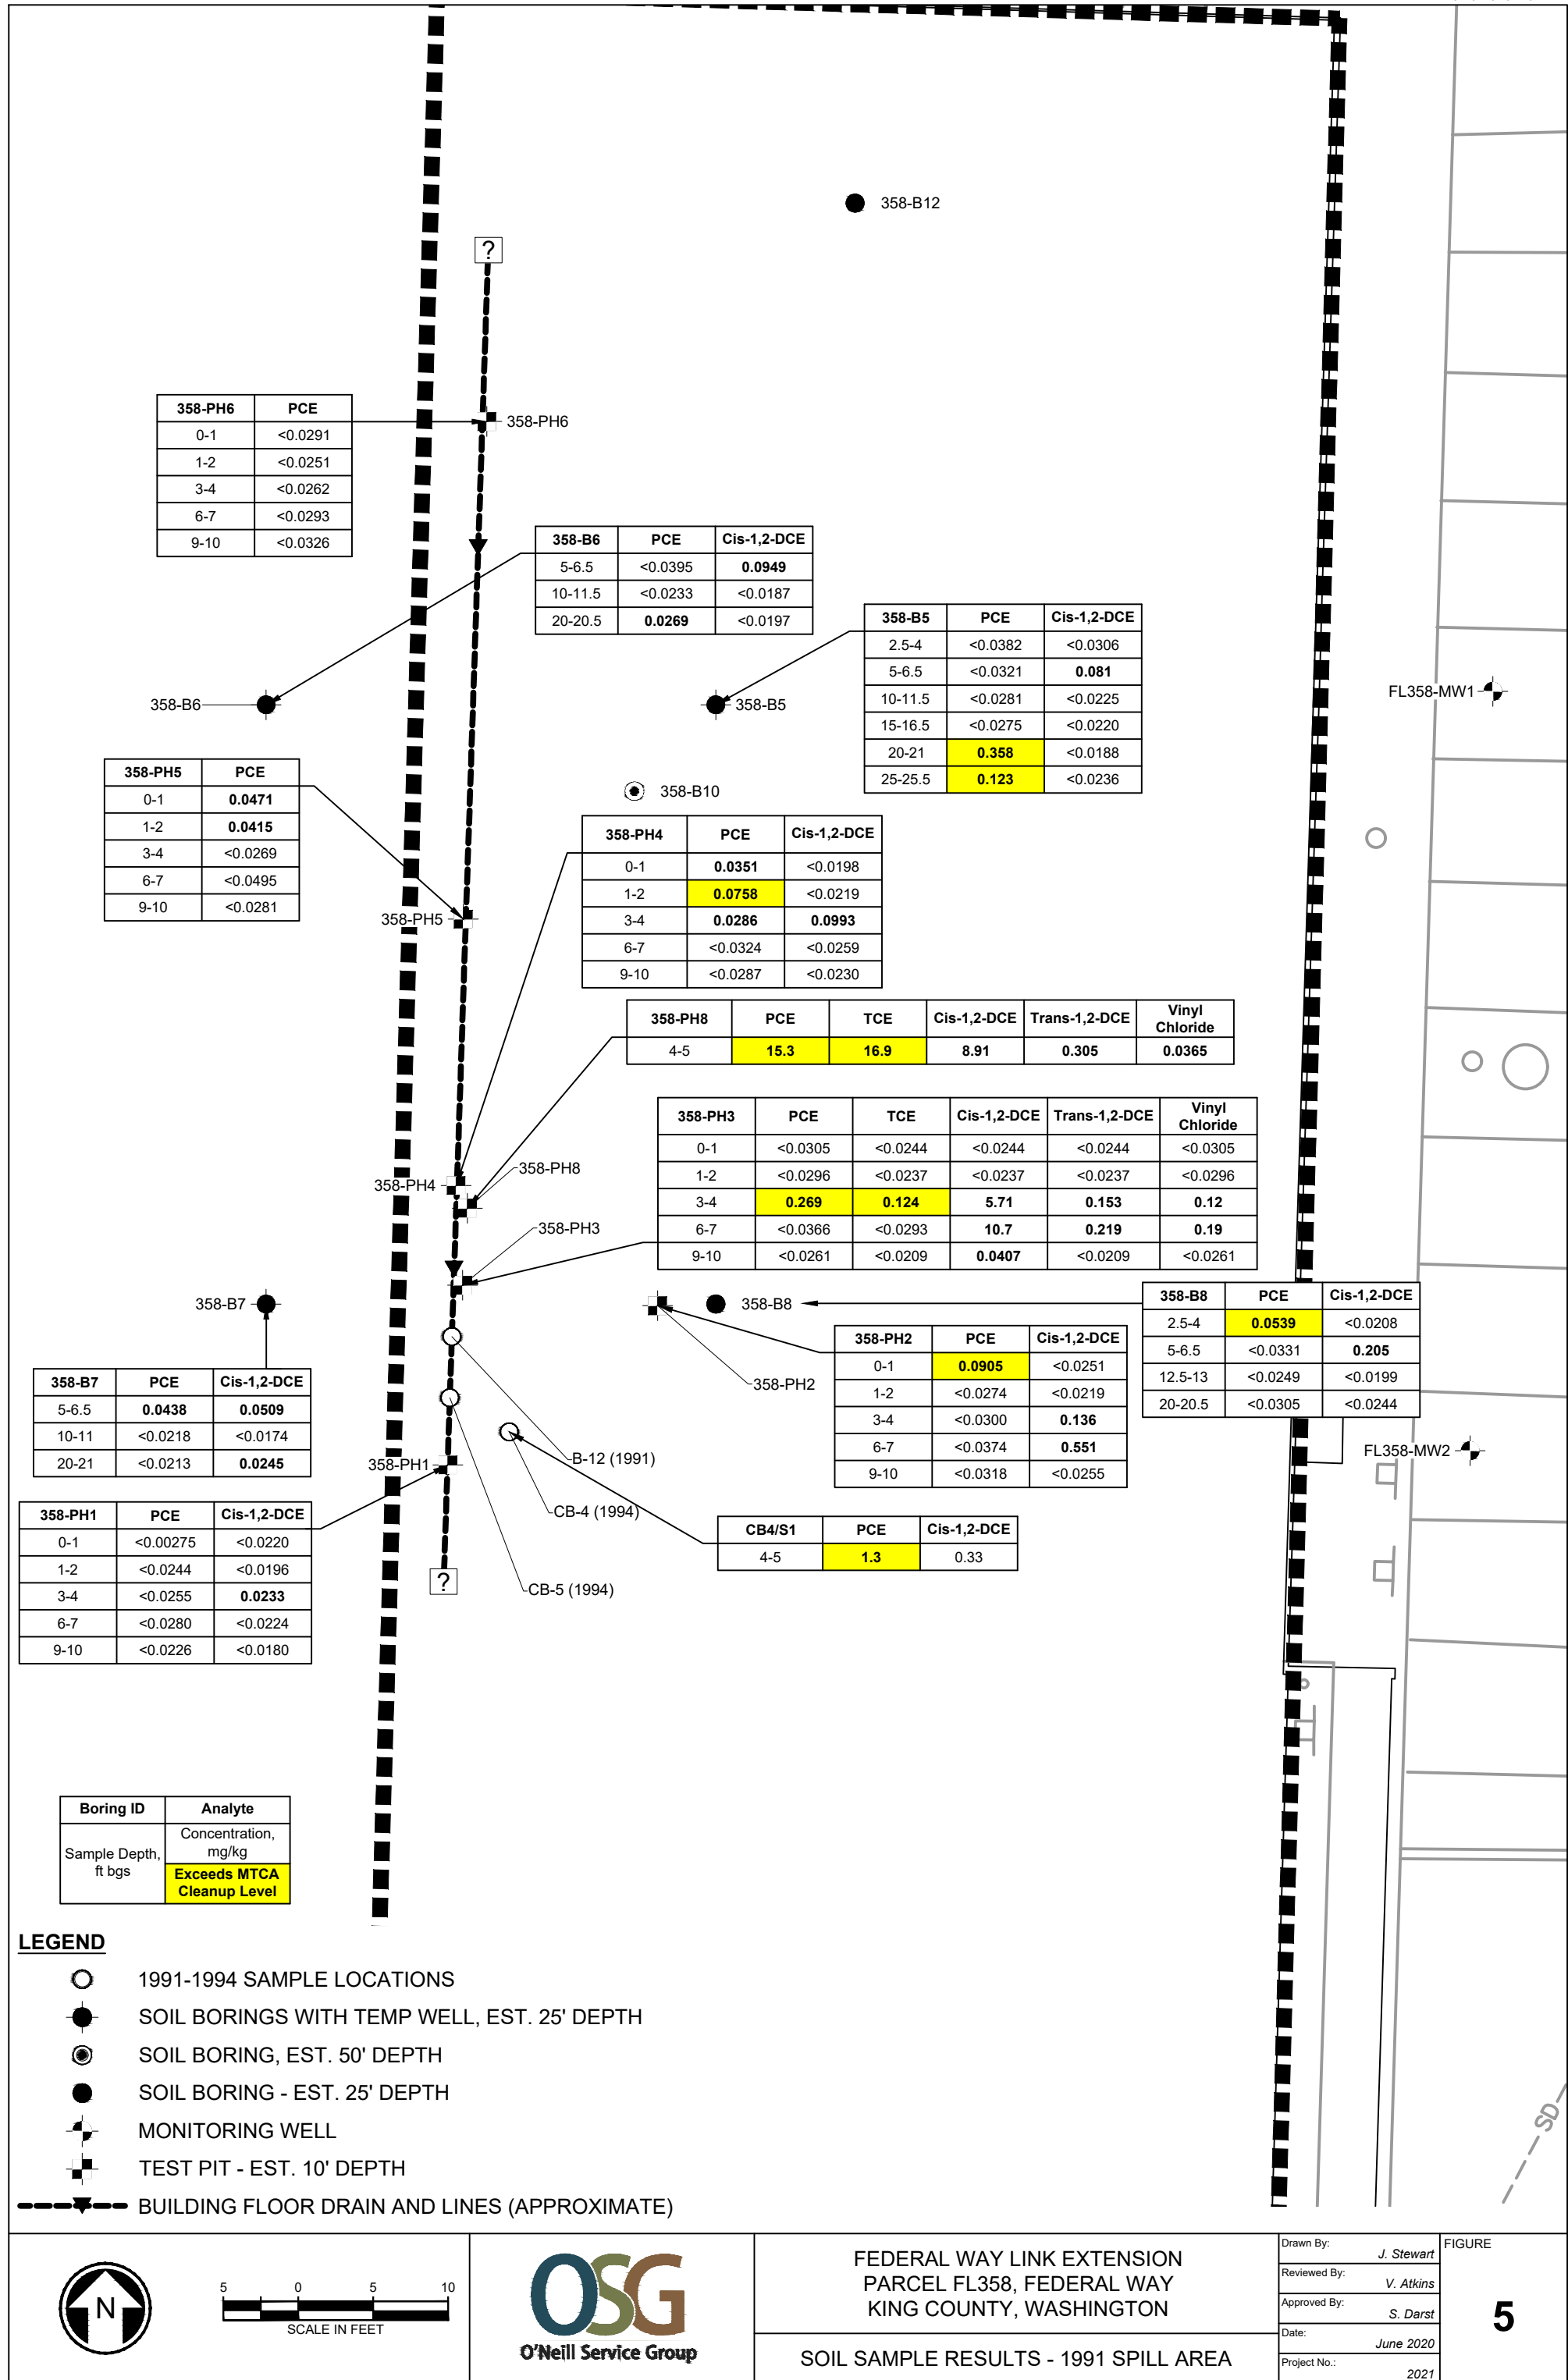 358-B12
?
358-PH6 PCE
0-1 <0.0291
1-2 <0.0251
3-4 <0.0262
6-7 <0.0293
9-10 <0.0326
358-PH6
358-B6 PCE Cis-1,2-DCE
5-6.5 <0.0395 0.0949
10-11.5 <0.0233 <0.0187
20-20.5 0.0269 <0.0197
358-B5 PCE Cis-1,2-DCE
2.5-4 <0.0382 <0.0306
5-6.5 <0.0321 0.081
10-11.5 <0.0281 <0.0225
15-16.5 <0.0275 <0.0220
20-21 0.358 <0.0188
25-25.5 0.123 <0.0236
358-B6
358-B5
FL358-MW1
358-PH5 PCE
0-1 0.0471
1-2 0.0415
3-4 <0.0269
6-7 <0.0495
9-10 <0.0281
358-B10
358-PH5
358-PH4 PCE Cis-1,2-DCE
0-1 0.0351 <0.0198
1-2 0.0758 <0.0219
3-4 0.0286 0.0993
6-7 <0.0324 <0.0259
9-10 <0.0287 <0.0230
358-PH8 PCE TCE Cis-1,2-DCE Trans-1,2-DCE Vinyl
Chloride
4-5 15.3 16.9 8.91 0.305 0.0365
358-PH3 PCE TCE Cis-1,2-DCE Trans-1,2-DCE Vinyl
Chloride
0-1 <0.0305 <0.0244 <0.0244 <0.0244 <0.0305
1-2 <0.0296 <0.0237 <0.0237 <0.0237 <0.0296
3-4 0.269 0.124 5.71 0.153 0.12
6-7 <0.0366 <0.0293 10.7 0.219 0.19
9-10 <0.0261 <0.0209 0.0407 <0.0209 <0.0261
358-PH8
358-PH4
358-PH3
358-B7
358-B8
358-B8 PCE Cis-1,2-DCE
2.5-4 0.0539 <0.0208
5-6.5 <0.0331 0.205
12.5-13 <0.0249 <0.0199
20-20.5 <0.0305 <0.0244
358-PH2 PCE Cis-1,2-DCE
0-1 0.0905 <0.0251
1-2 <0.0274 <0.0219
3-4 <0.0300 0.136
6-7 <0.0374 0.551
9-10 <0.0318 <0.0255
358-PH2
358-B7 PCE Cis-1,2-DCE
5-6.5 0.0438 0.0509
10-11 <0.0218 <0.0174
20-21 <0.0213 0.0245
358-PH1
B-12 (1991)
FL358-MW2
CB-4 (1994)
358-PH1 PCE Cis-1,2-DCE
0-1 <0.00275 <0.0220
1-2 <0.0244 <0.0196
3-4 <0.0255 0.0233
6-7 <0.0280 <0.0224
9-10 <0.0226 <0.0180
CB4/S1 PCE Cis-1,2-DCE
4-5 1.3 0.33
?
CB-5 (1994)
Boring ID Analyte
Sample Depth,
ft bgs
Concentration,
mg/kg
Exceeds MTCA
Cleanup Level
LEGEND
1991-1994 SAMPLE LOCATIONS
SOIL BORINGS WITH TEMP WELL, EST. 25' DEPTH
SOIL BORING, EST. 50' DEPTH
SOIL BORING - EST. 25' DEPTH
MONITORING WELL
TEST PIT - EST. 10' DEPTH
BUILDING FLOOR DRAIN AND LINES (APPROXIMATE)
SD
N
5 0 5 10
SCALE IN FEET
OSG
O'Neill Service Group
FEDERAL WAY LINK EXTENSION
PARCEL FL358, FEDERAL WAY
KING COUNTY, WASHINGTON
SOIL SAMPLE RESULTS - 1991 SPILL AREA
Drawn By: J. Stewart
Reviewed By: V. Atkins
Approved By: S. Darst
Date: June 2020
Project No.: 2021
FIGURE
5